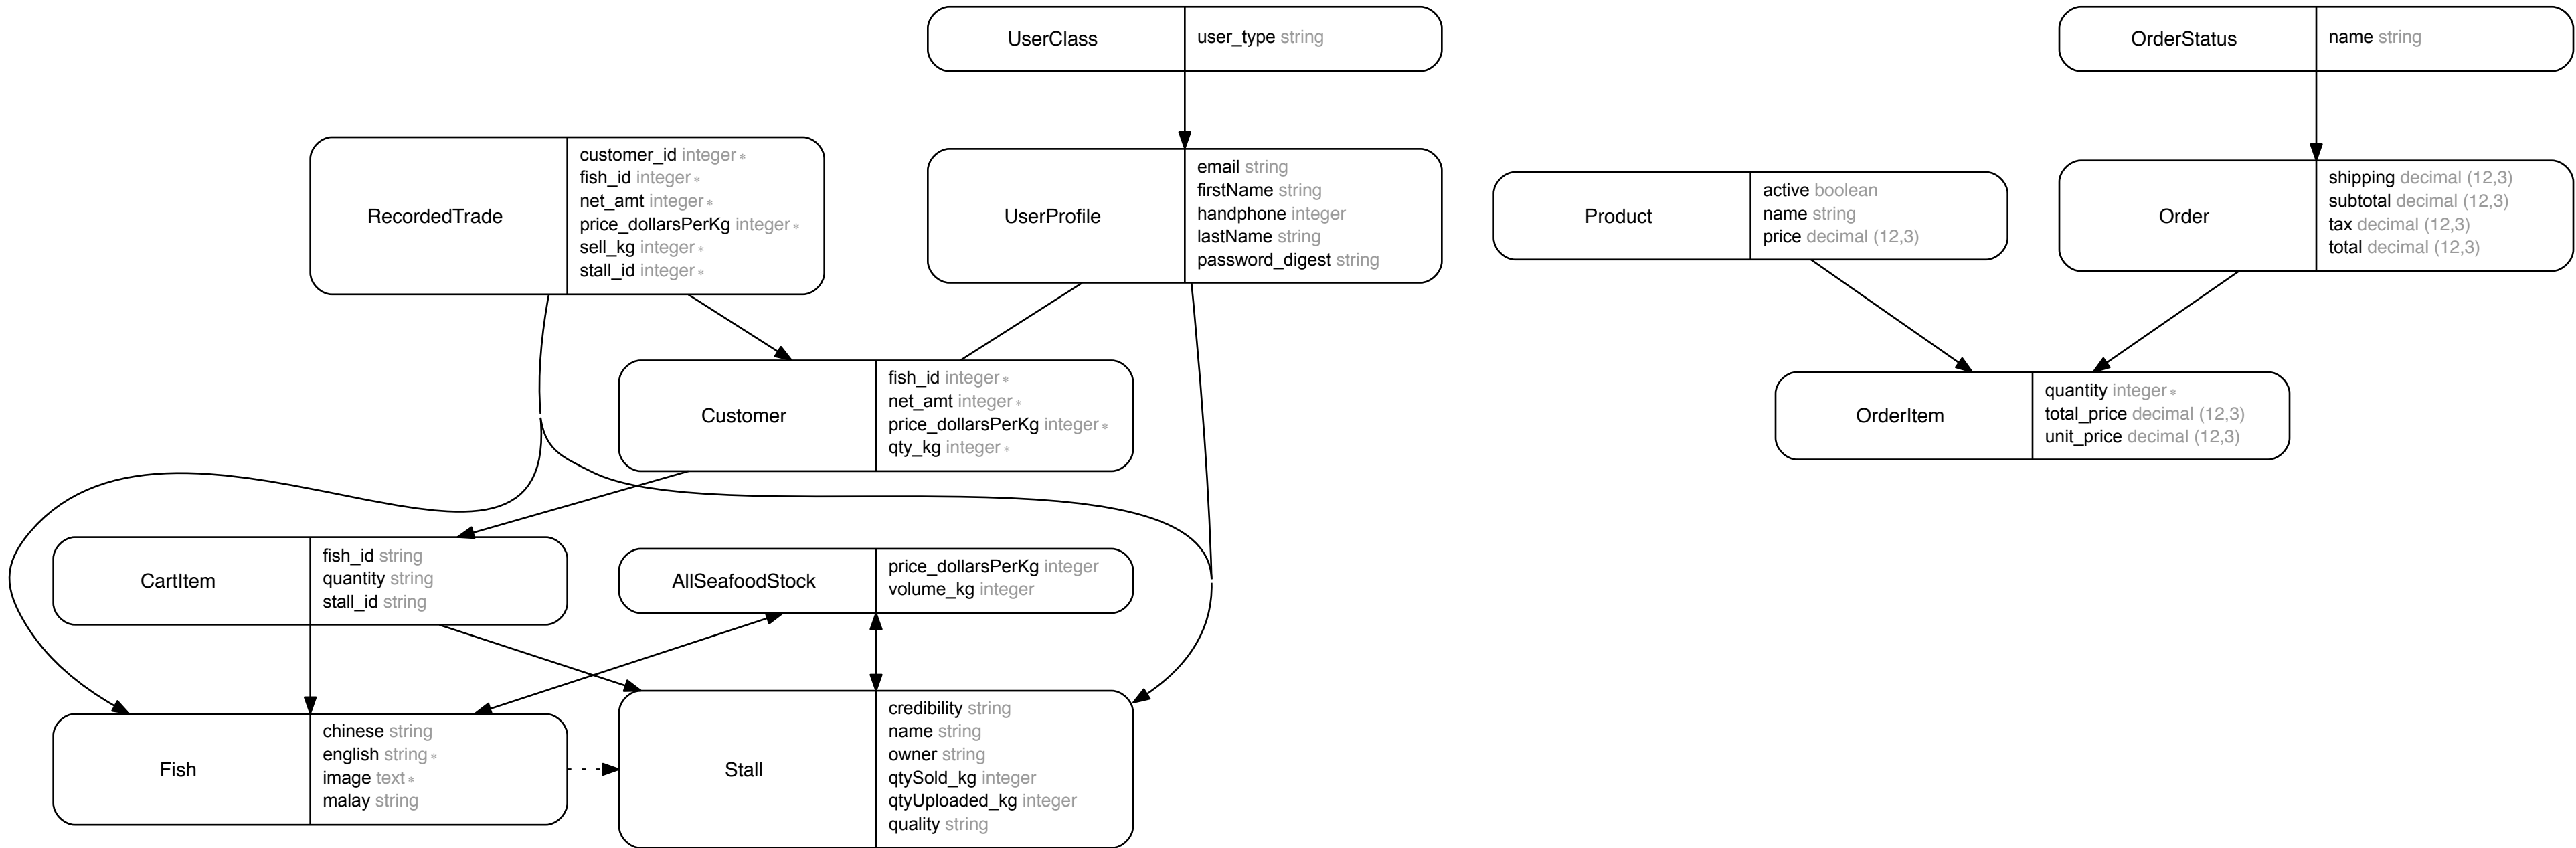 UserClass
user_type string
OrderStatus
name string
RecordedTrade
customer_id integer *
fish_id integer *
net_amt integer *
price_dollarsPerKg integer *
sell_kg integer *
stall_id integer *
UserProfile
email string
firstName string
handphone integer
lastName string
password_digest string
Product
active boolean
name string
price decimal (12,3)
Order
shipping decimal (12,3)
subtotal decimal (12,3)
tax decimal (12,3)
total decimal (12,3)
Customer
fish_id integer *
net_amt integer *
price_dollarsPerKg integer *
qty_kg integer *
OrderItem
quantity integer *
total_price decimal (12,3)
unit_price decimal (12,3)
CartItem
fish_id string
quantity string
stall_id string
AllSeafoodStock
price_dollarsPerKg integer
volume_kg integer
Fish
chinese string
english string *
image text *
malay string
Stall
credibility string
name string
owner string
qtySold_kg integer
qtyUploaded_kg integer
quality string